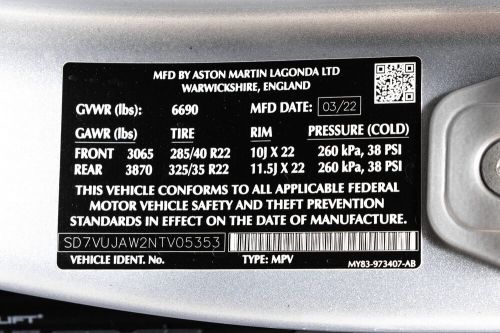 MFD BY ASTON MARTIN LAGONDA LTD
WARWICKSHIRE, ENGLAND
GVWR (lbs): 6690 MFD DATE: 03/22
GAWR (lbs): TIRE RIM PRESSURE (COLD)
FRONT 3065 285/40 R22 10J X 22 260 kPa, 38 PSI
REAR 3870 325/35 R22 11.5J X 22 260 kPa, 38 PSI
THIS VEHICLE CONFORMS TO ALL APPLICABLE FEDERAL
MOTOR VEHICLE SAFETY AND THEFT PREVENTION
STANDARDS IN EFFECT ON THE DATE OF MANUFACTURE.
SD7VUJAW2NTV05353
VEHICLE IDENT. No. TYPE: MPV MY83-973407-AB
LIFT